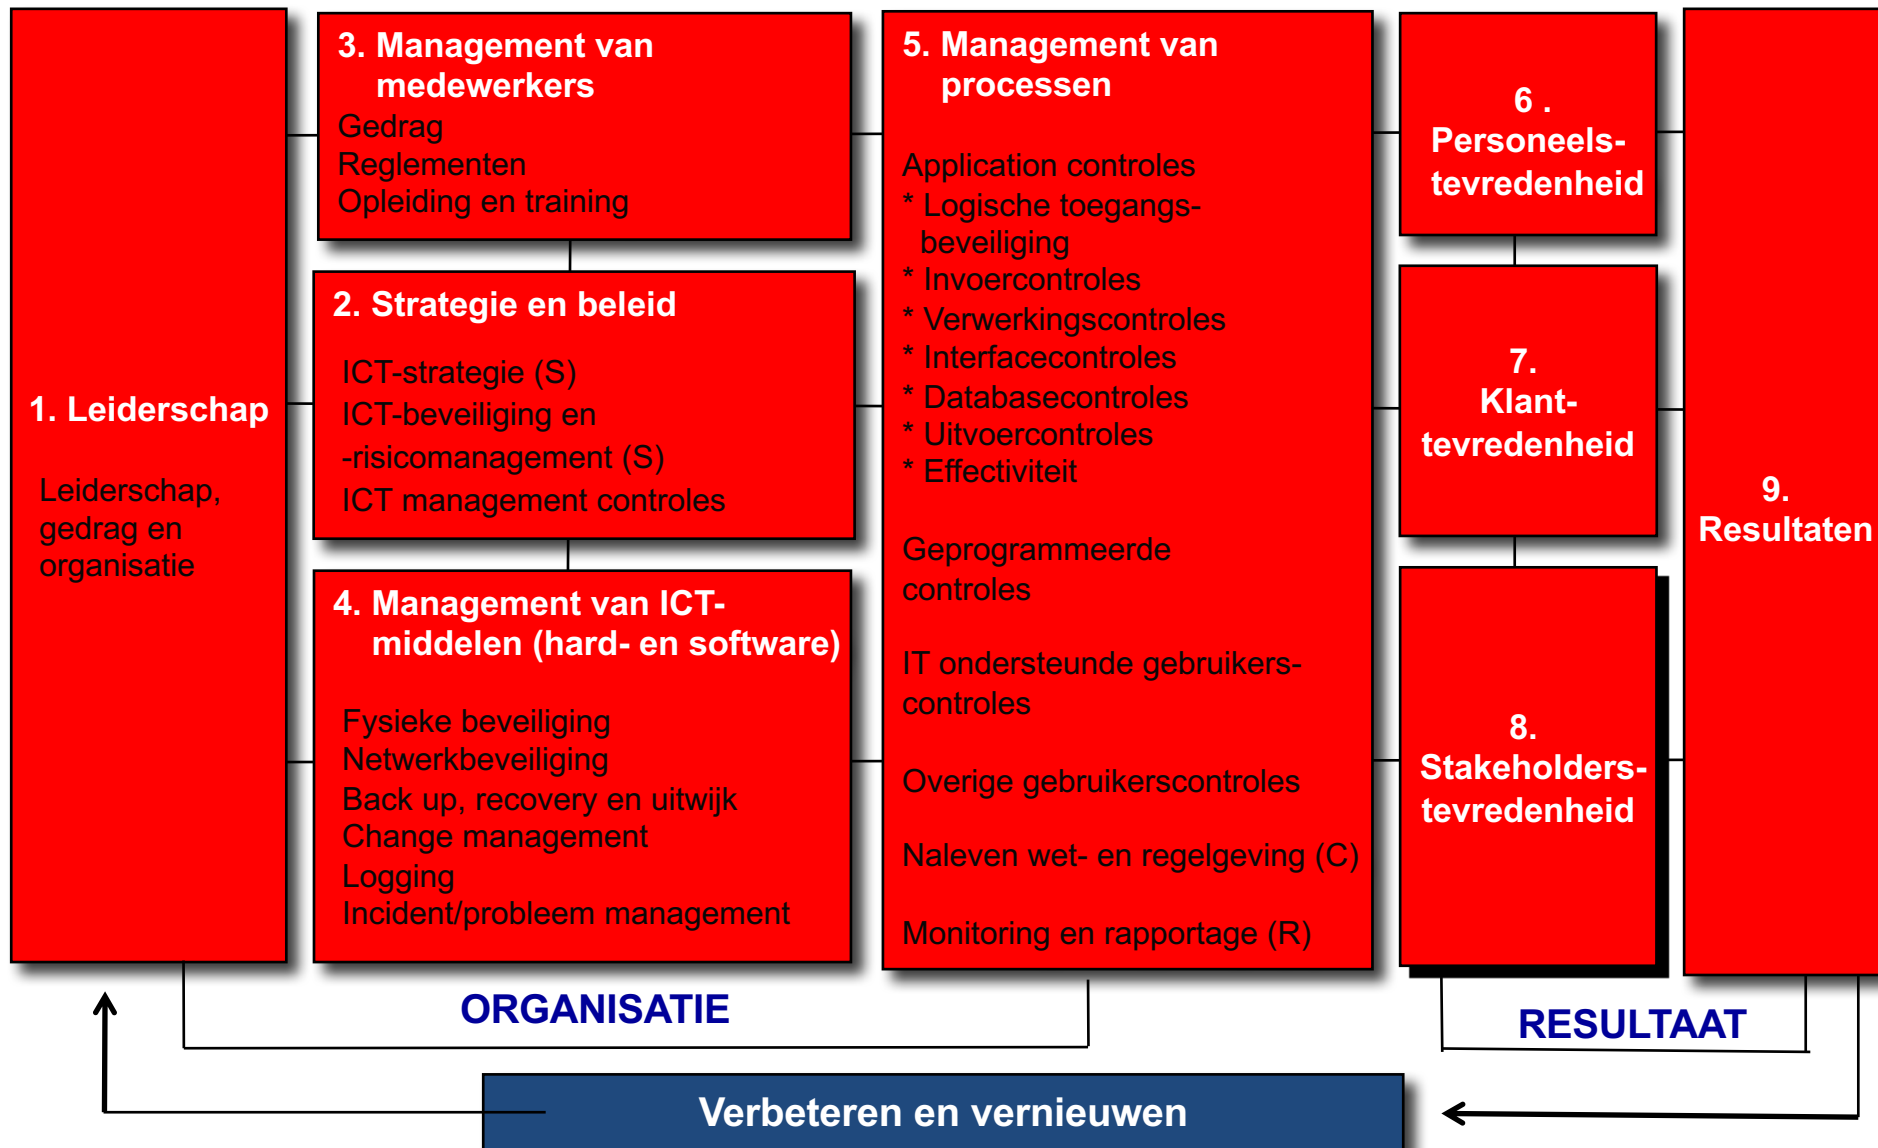 1. Leiderschap
Leiderschap,
gedrag en
organisatie
3. Management van
medewerkers
Gedrag
Reglementen
Opleiding en training
2. Strategie en beleid
ICT-strategie (S)
ICT-beveiliging en
-risicomanagement (S)
ICT management controles
4. Management van ICT-
middelen (hard- en software)
Fysieke beveiliging
Netwerkbeveiliging
Back up, recovery en uitwijk
Change management
Logging
Incident/probleem management
5. Management van
processen
Application controles
* Logische toegangs-
beveiliging
* Invoercontroles
* Verwerkingscontroles
* Interfacecontroles
* Databasecontroles
* Uitvoercontroles
* Effectiviteit
Geprogrammeerde
controles
IT ondersteunde gebruikers-
controles
Overige gebruikerscontroles
Naleven wet- en regelgeving (C)
Monitoring en rapportage (R)
6 .
Personeels-
tevredenheid
7.
Klant-
tevredenheid
8.
Stakeholders-
tevredenheid
9.
Resultaten
ORGANISATIE
RESULTAAT
Verbeteren en vernieuwen